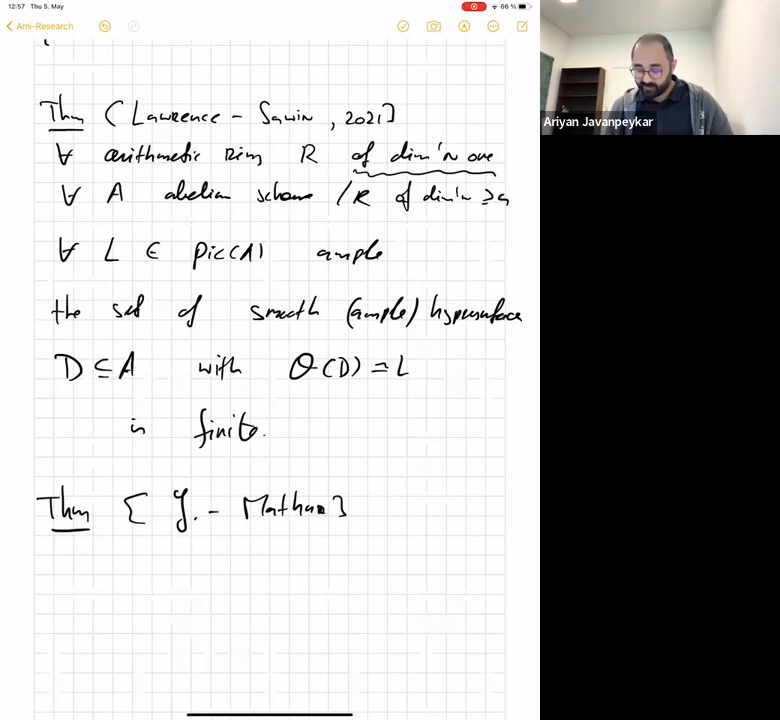 12:57 Thu 5. May
66 %
Ami-Research
Thm (Lawrence - Sawin, 2021]
∀ arithmetic ring R of dim'n one
∀ A abelian scheme /R of dim'n ≥4
∀ L ∈ Pic(A) ample
the set of smooth (ample) hypersurface
D ⊆ A with O(D) = L
is finite.
Thm [ J. - Mathur]
Ariyan Javanpeykar